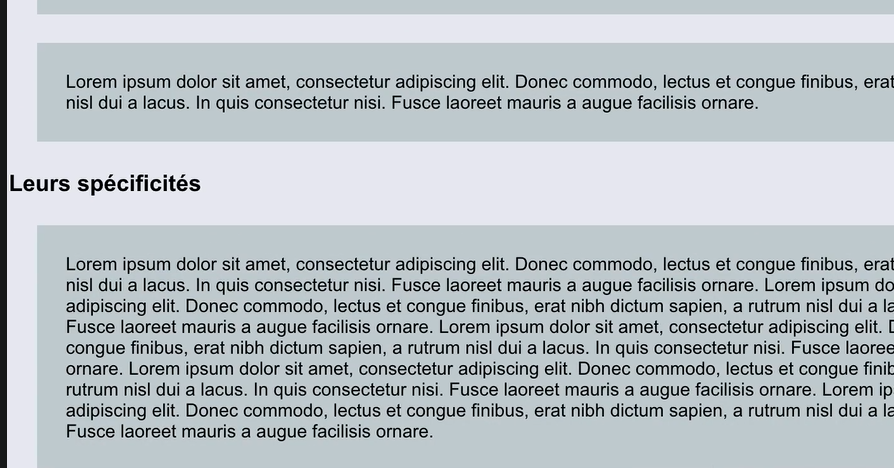 Lorem ipsum dolor sit amet, consectetur adipiscing elit. Donec commodo, lectus et congue finibus, erat
nisl dui a lacus. In quis consectetur nisi. Fusce laoreet mauris a augue facilisis ornare.
Leurs spécificités
Lorem ipsum dolor sit amet, consectetur adipiscing elit. Donec commodo, lectus et congue finibus, erat
nisl dui a lacus. In quis consectetur nisi. Fusce laoreet mauris a augue facilisis ornare. Lorem ipsum
adipiscing elit. Donec commodo, lectus et congue finibus, erat nibh dictum sapien, a rutrum nisl dui a
Fusce laoreet mauris a augue facilisis ornare. Lorem ipsum dolor sit amet, consectetur adipiscing elit.
congue finibus, erat nibh dictum sapien, a rutrum nisl dui a lacus. In quis consectetur nisi. Fusce
ornare. Lorem ipsum dolor sit amet, consectetur adipiscing elit. Donec commodo, lectus et congue
rutrum nisl dui a lacus. In quis consectetur nisi. Fusce laoreet mauris a augue facilisis ornare. Lorem
adipiscing elit. Donec commodo, lectus et congue finibus, erat nibh dictum sapien, a rutrum nisl dui a
Fusce laoreet mauris a augue facilisis ornare.